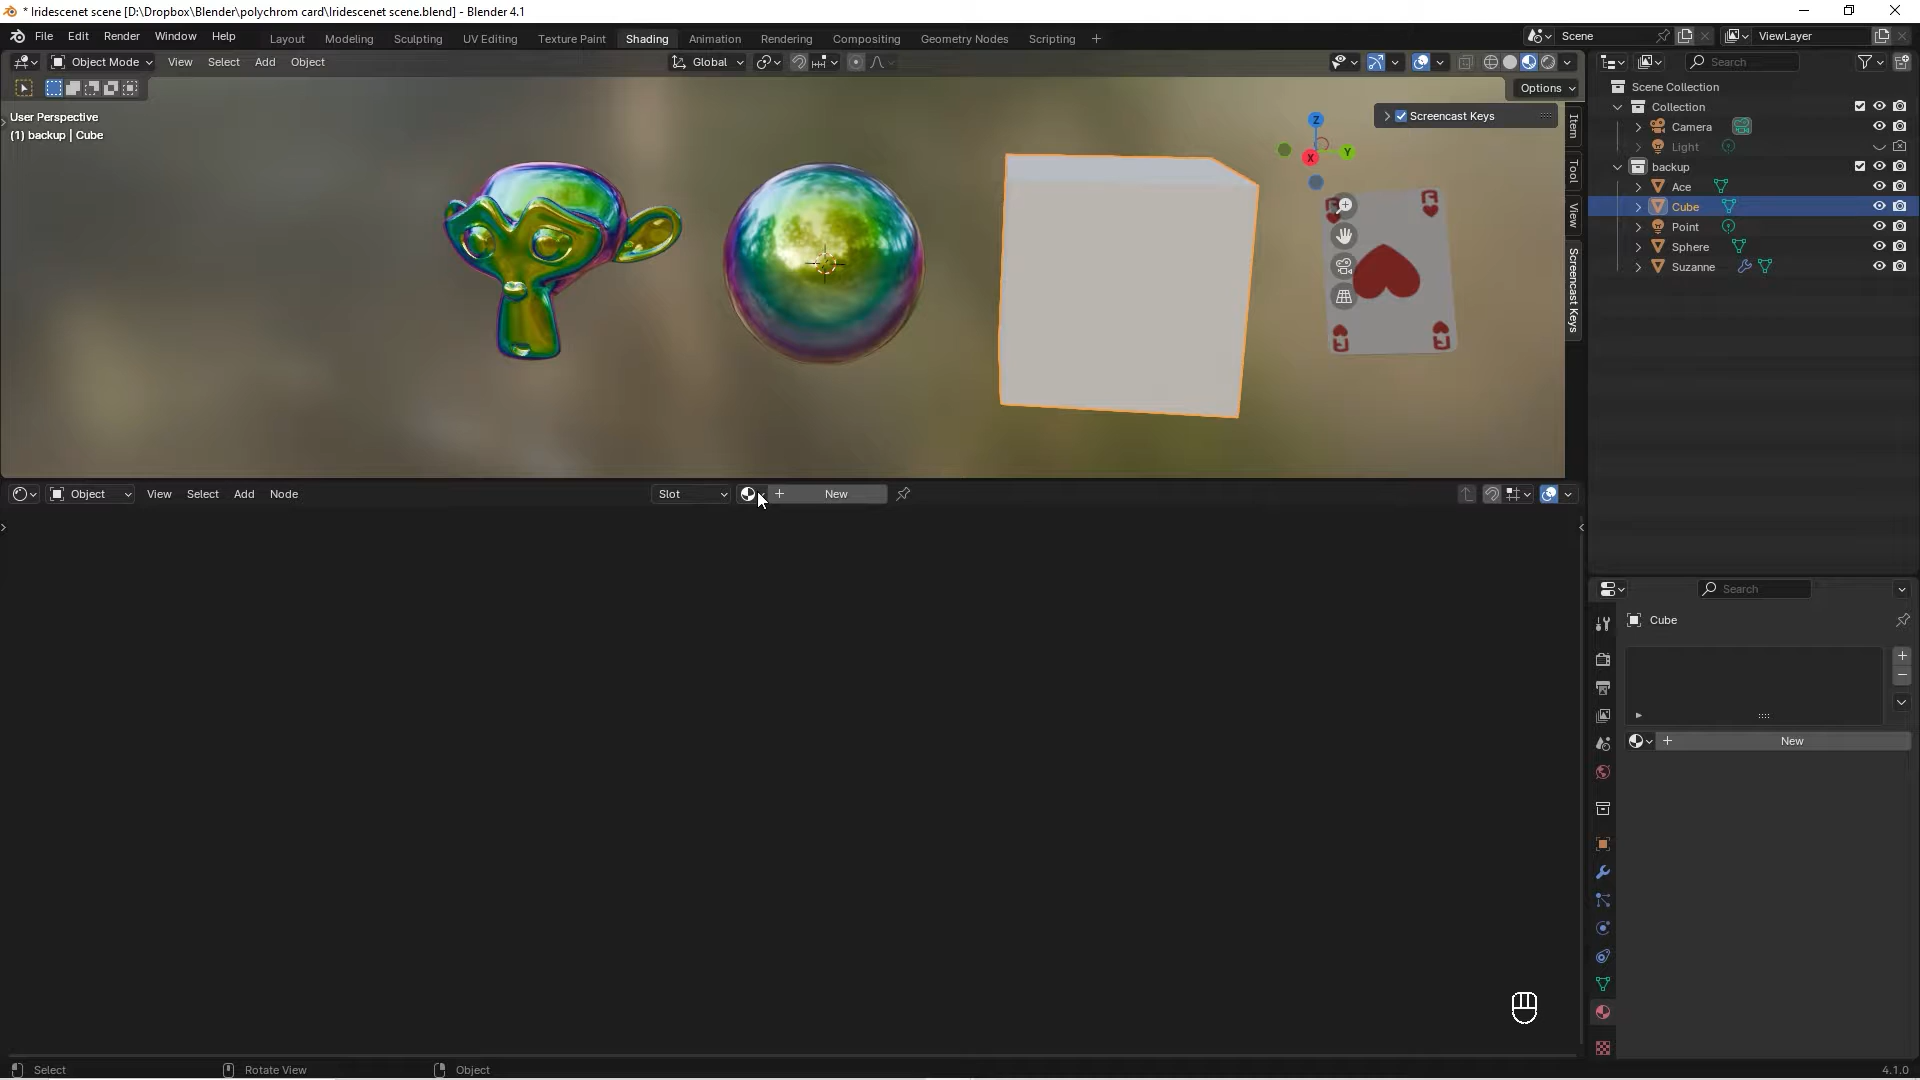 * Iridescenet scene [D:\Dropbox\Blender\polychrom card\Iridescenet scene.blend] - Blender 4.1
File Edit Render Window Help
Layout Modeling Sculpting UV Editing Texture Paint Shading Animation Rendering Compositing Geometry Nodes Scripting +
Scene
ViewLayer
Object Mode View Select Add Object
Global
Search
Options
User Perspective
(1) backup | Cube
Screencast Keys
Z
Y
X
Item
Tool
View
Screencast Keys
Scene Collection
Collection
Camera
Light
backup
Ace
Cube
Point
Sphere
Suzanne
Object View Select Add Node
Slot
New
Search
Cube
New
Select
Rotate View
Object
4.1.0